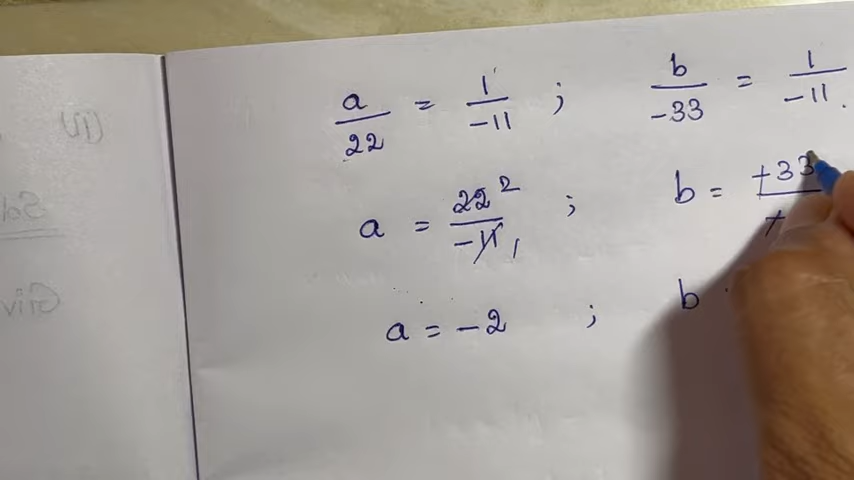 a/22 = 1/-11 ; b/-33 = 1/-11 .
a = 22 2/-11 1 ; b = +33/+
a = -2 ; b